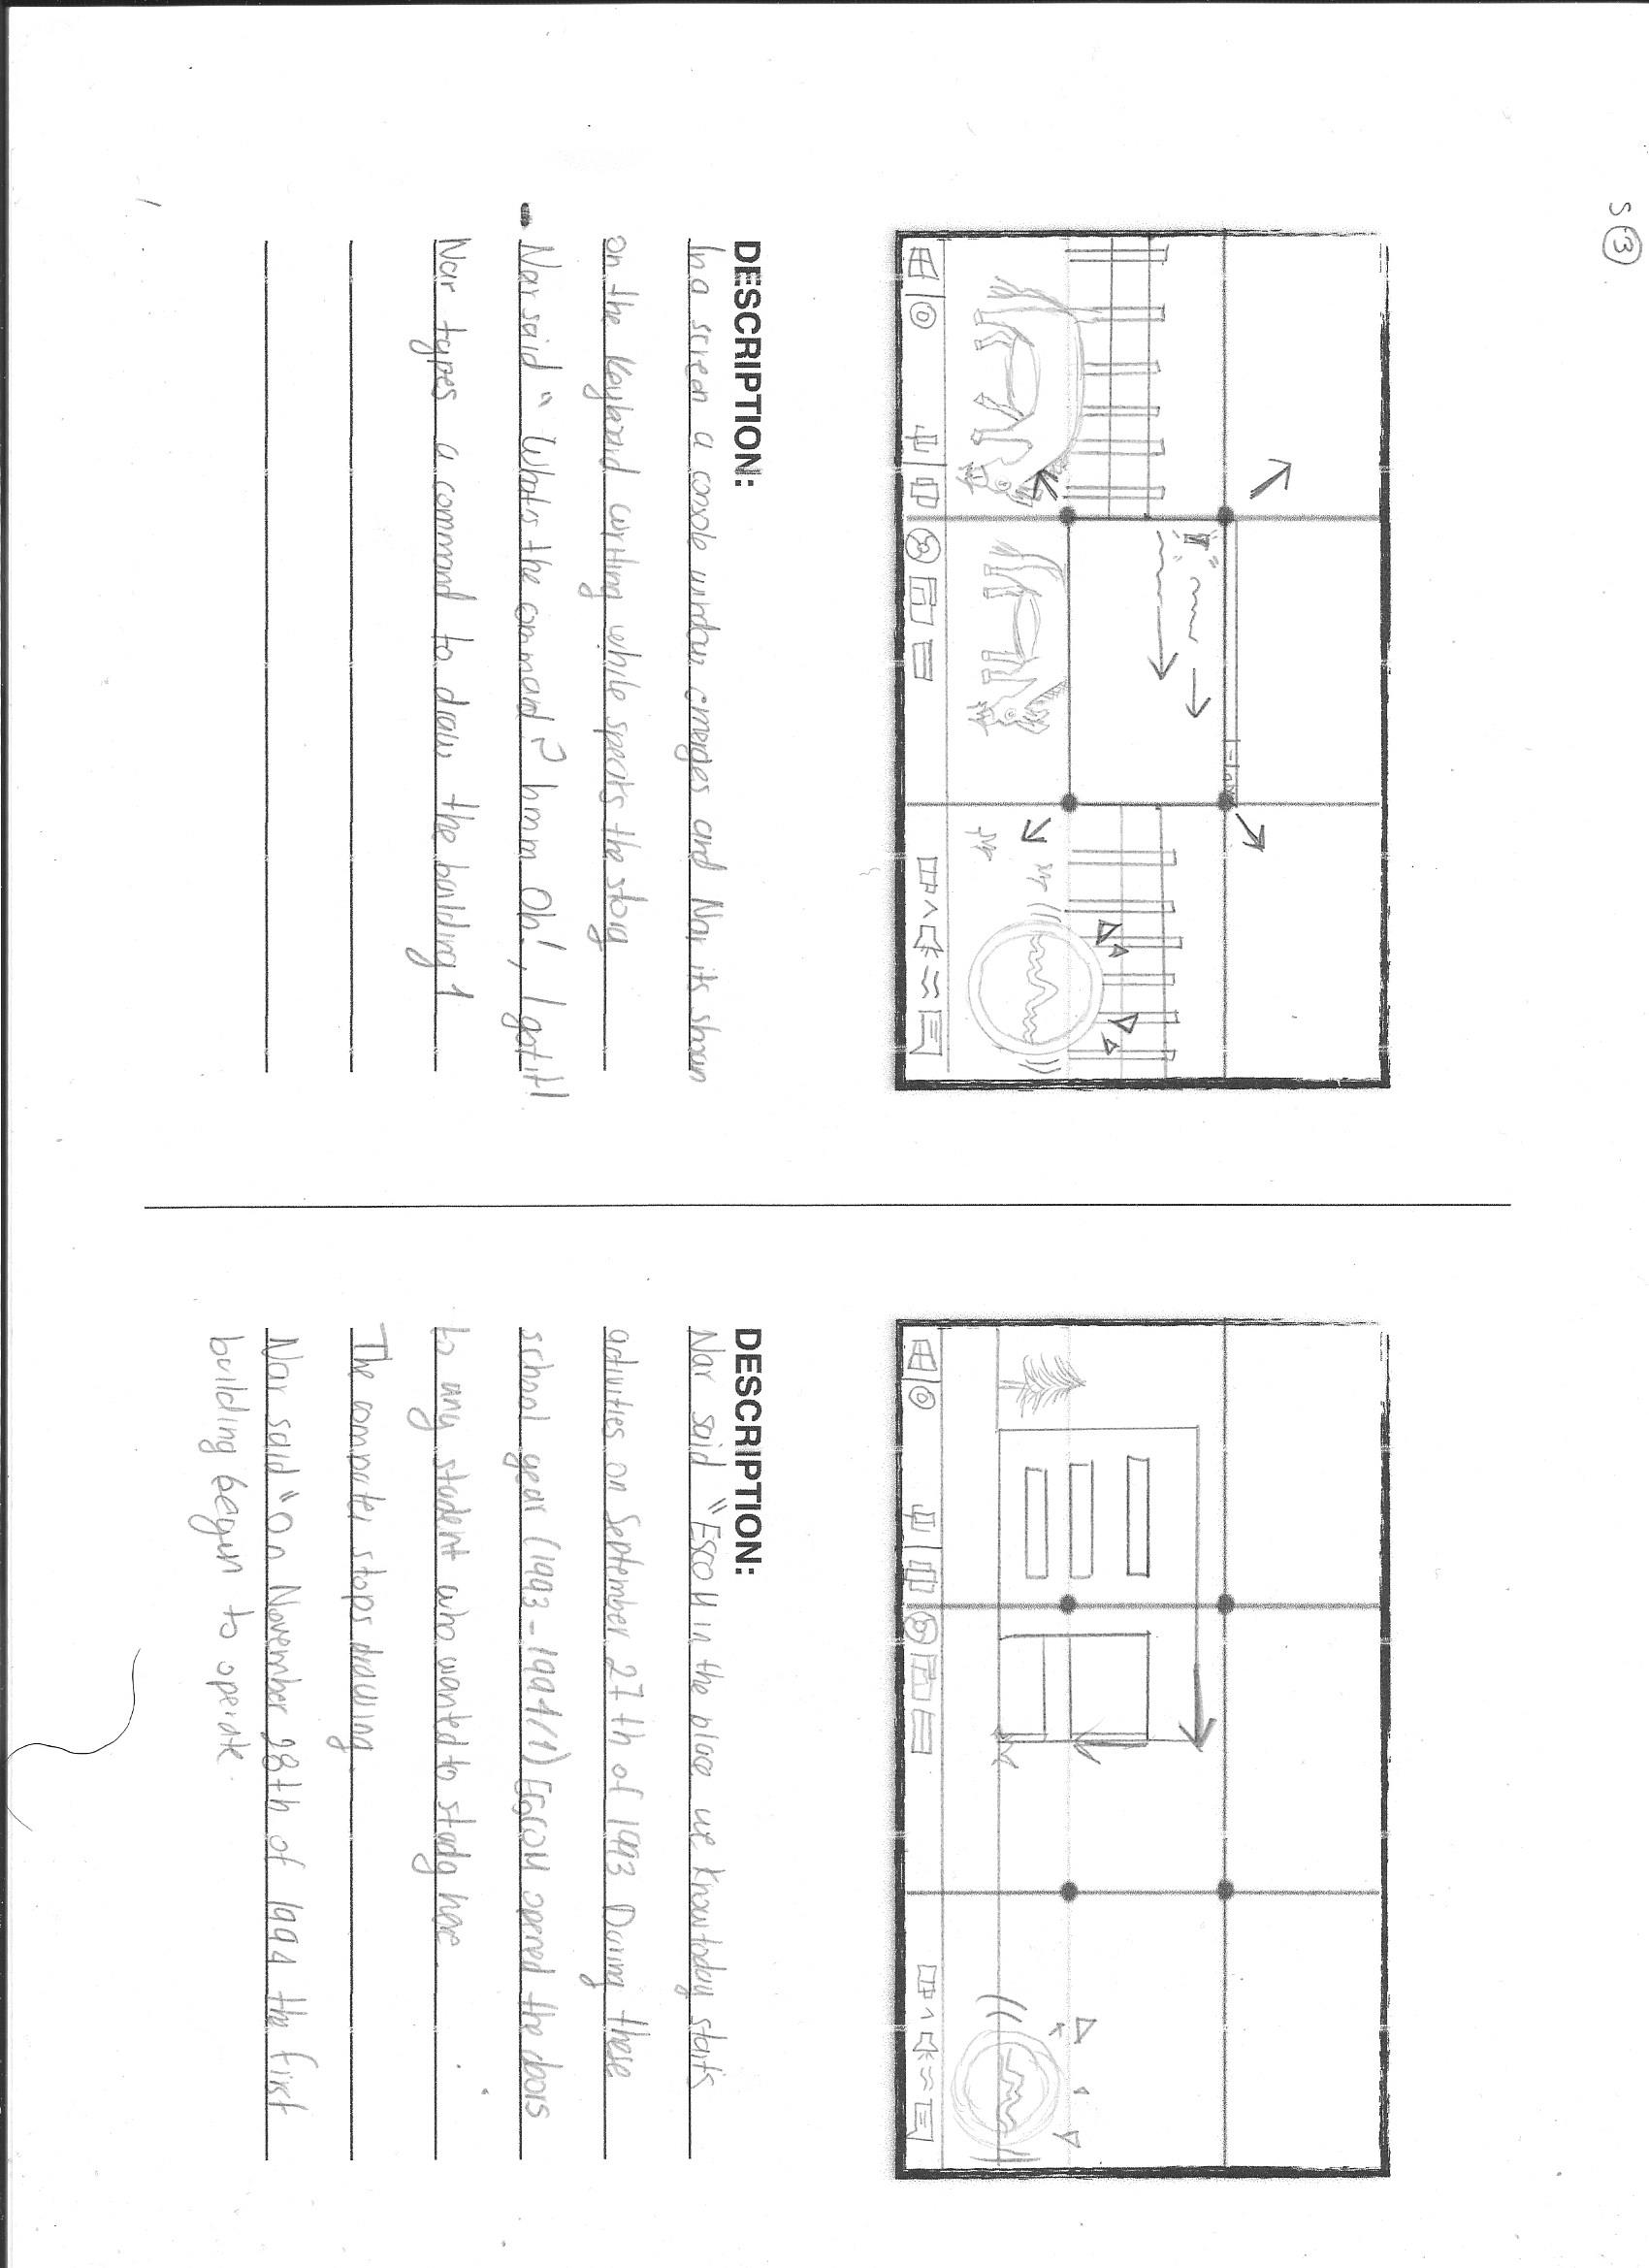 S 3
DESCRIPTION:
In a screen a console window emerges and Nar its shown
on the keyboard writing while spects the story
Nar said "What's the command? hmm Oh!, I got it!
Nar types a command to draw the building 1
DESCRIPTION:
Nar said "ESCOM in the place we know today starts
activities on September 27th of 1993 During these
school year (1993-1994/1) ESCOM opened the doors
to any student who wanted to study here
The computer stops drawing
Nar said "On November 28th of 1994 the first
building begun to operate